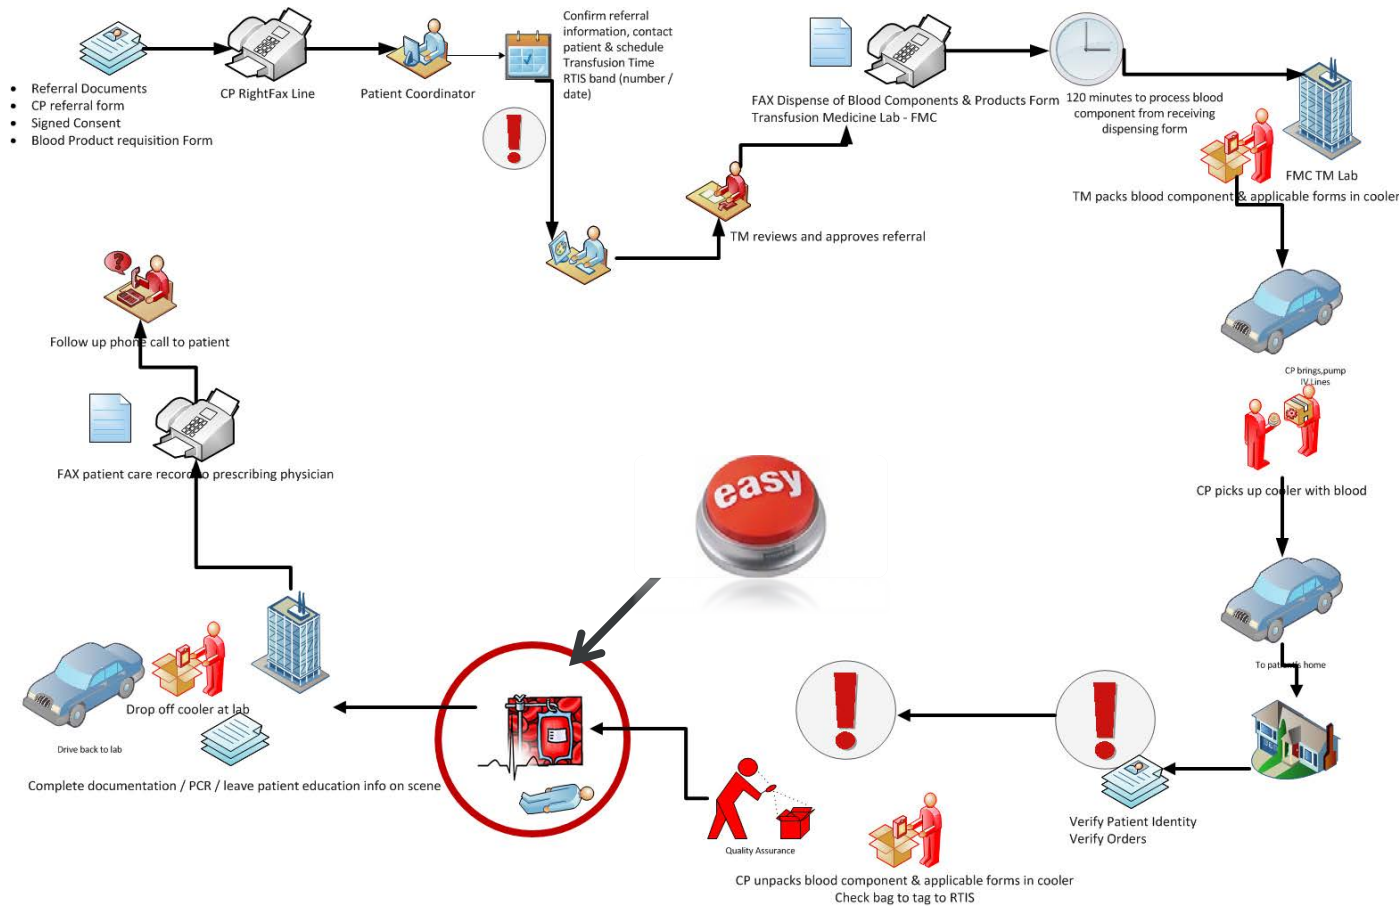 Referral Documents
CP referral form
Signed Consent
Blood Product requisition Form
CP RightFax Line
Patient Coordinator
Confirm referral
information, contact
patient & schedule
Transfusion Time
RTIS band (number /
date)
TM reviews and approves referral
FAX Dispense of Blood Components & Products Form
Transfusion Medicine Lab - FMC
120 minutes to process blood
component from receiving
dispensing form
FMC TM Lab
TM packs blood component & applicable forms in cooler
CP brings,pump
IV Lines
CP picks up cooler with blood
To patient's home
Verify Patient Identity
Verify Orders
CP unpacks blood component & applicable forms in cooler
Check bag to tag to RTIS
Quality Assurance
easy
Drop off cooler at lab
Drive back to lab
Complete documentation / PCR / leave patient education info on scene
FAX patient care record to prescribing physician
Follow up phone call to patient